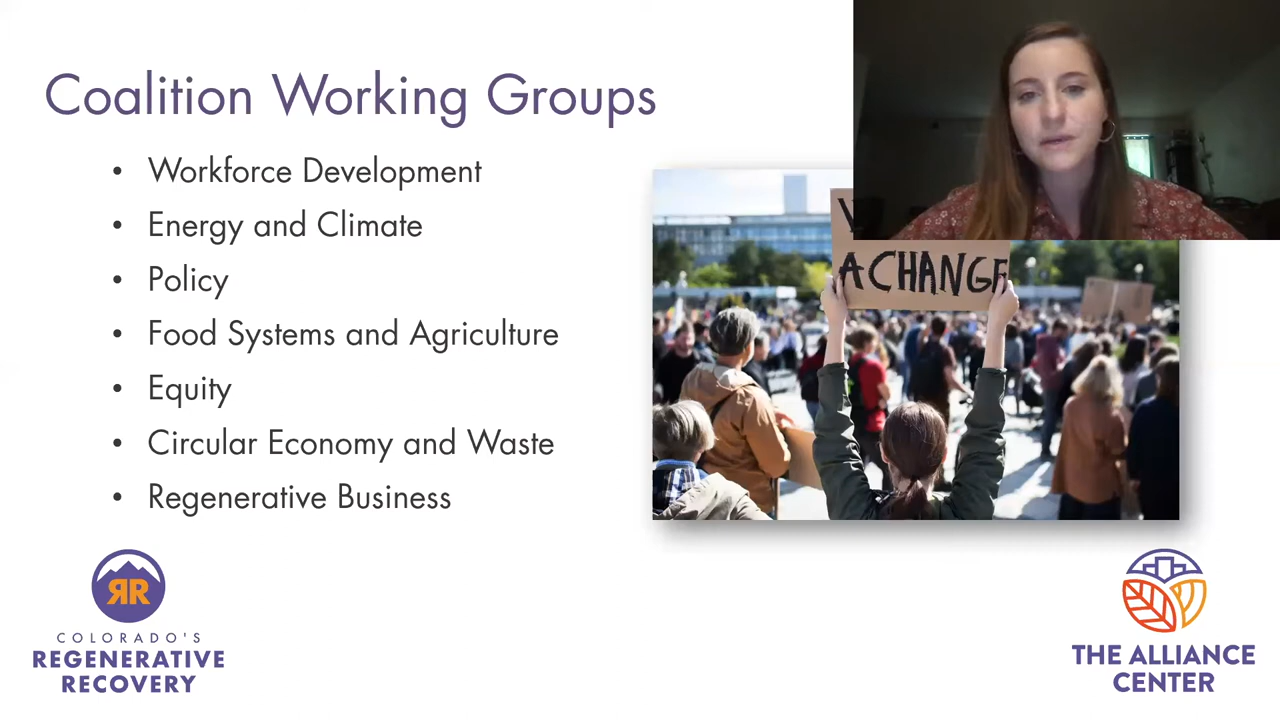 Coalition Working Groups
• Workforce Development
• Energy and Climate
• Policy
• Food Systems and Agriculture
• Equity
• Circular Economy and Waste
• Regenerative Business
A CHANGE
RR
COLORADO'S
REGENERATIVE
RECOVERY
THE ALLIANCE
CENTER